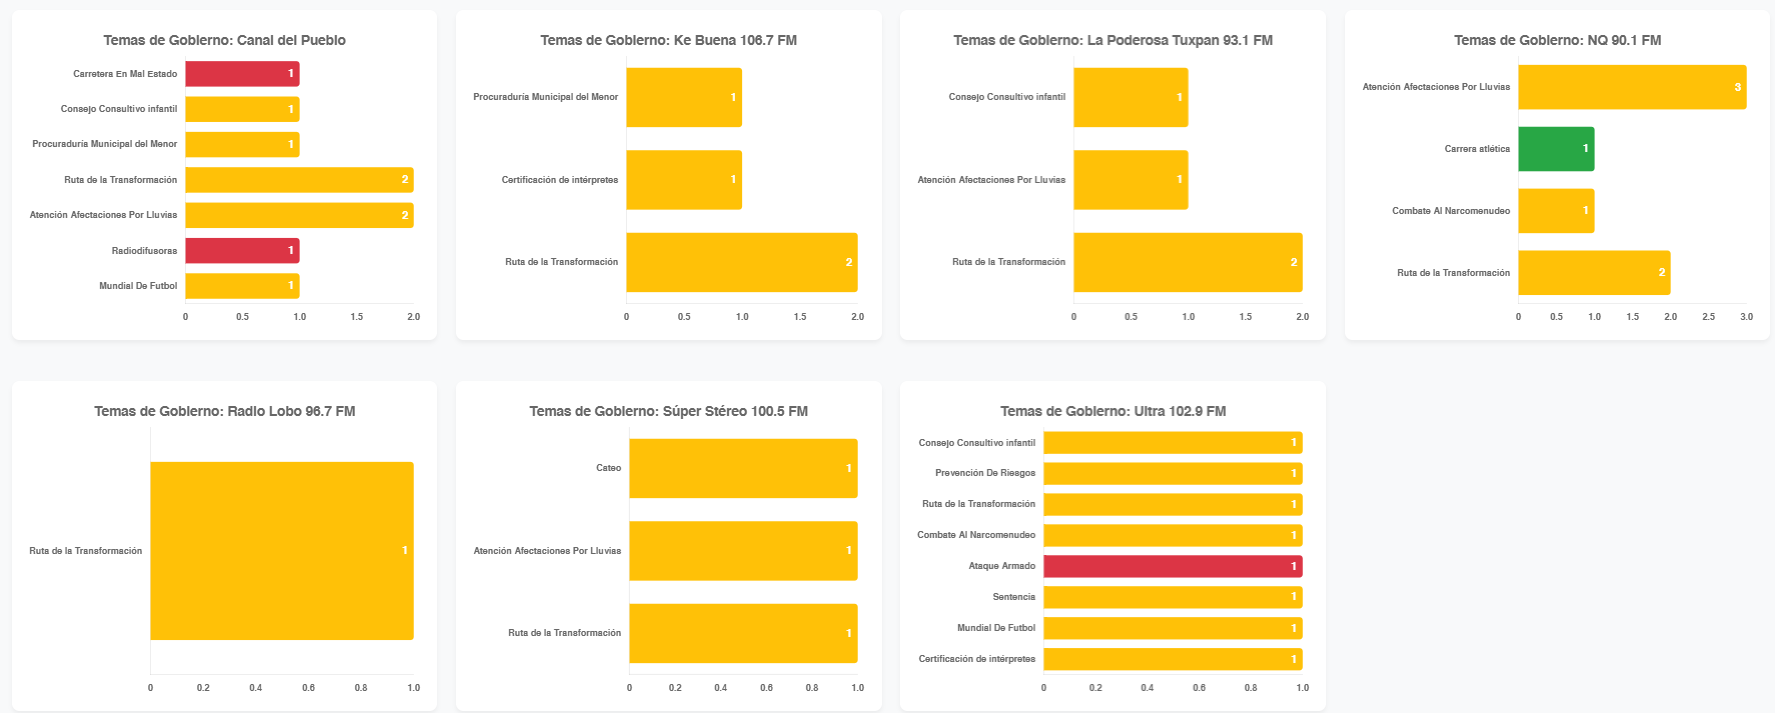 Temas de Gobierno: Canal del Pueblo
Carretera En Mal Estado 1
Consejo Consultivo infantil 1
Procuraduría Municipal del Menor 1
Ruta de la Transformación 2
Atención Afectaciones Por Lluvias 2
Radiodifusoras 1
Mundial De Futbol 1
0 0.5 1.0 1.5 2.0
Temas de Gobierno: Ke Buena 106.7 FM
Procuraduría Municipal del Menor 1
Certificación de intérpretes 1
Ruta de la Transformación 2
0 0.5 1.0 1.5 2.0
Temas de Gobierno: La Poderosa Tuxpan 93.1 FM
Consejo Consultivo infantil 1
Atención Afectaciones Por Lluvias 1
Ruta de la Transformación 2
0 0.5 1.0 1.5 2.0
Temas de Gobierno: NQ 90.1 FM
Atención Afectaciones Por Lluvias 3
Carrera atlética 1
Combate Al Narcomenudeo 1
Ruta de la Transformación 2
0 0.5 1.0 1.5 2.0 2.5 3.0
Temas de Gobierno: Radio Lobo 96.7 FM
Ruta de la Transformación 1
0 0.2 0.4 0.6 0.8 1.0
Temas de Gobierno: Súper Stéreo 100.5 FM
Cateo 1
Atención Afectaciones Por Lluvias 1
Ruta de la Transformación 1
0 0.2 0.4 0.6 0.8 1.0
Temas de Gobierno: Ultra 102.9 FM
Consejo Consultivo infantil 1
Prevención De Riesgos 1
Ruta de la Transformación 1
Combate Al Narcomenudeo 1
Ataque Armado 1
Sentencia 1
Mundial De Futbol 1
Certificación de intérpretes 1
0 0.2 0.4 0.6 0.8 1.0